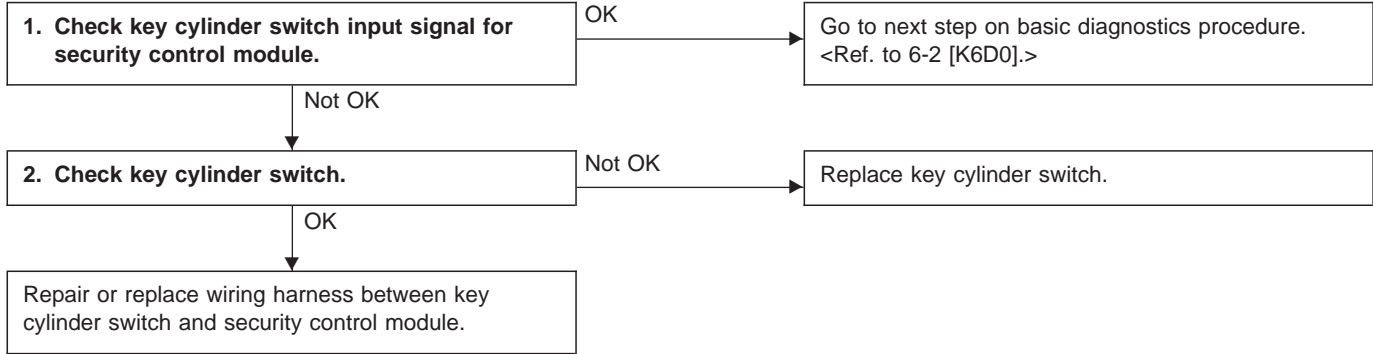 1. Check key cylinder switch input signal for
security control module.
OK
Go to next step on basic diagnostics procedure.
<Ref. to 6-2 [K6D0].>
Not OK
2. Check key cylinder switch.
Not OK
Replace key cylinder switch.
OK
Repair or replace wiring harness between key
cylinder switch and security control module.